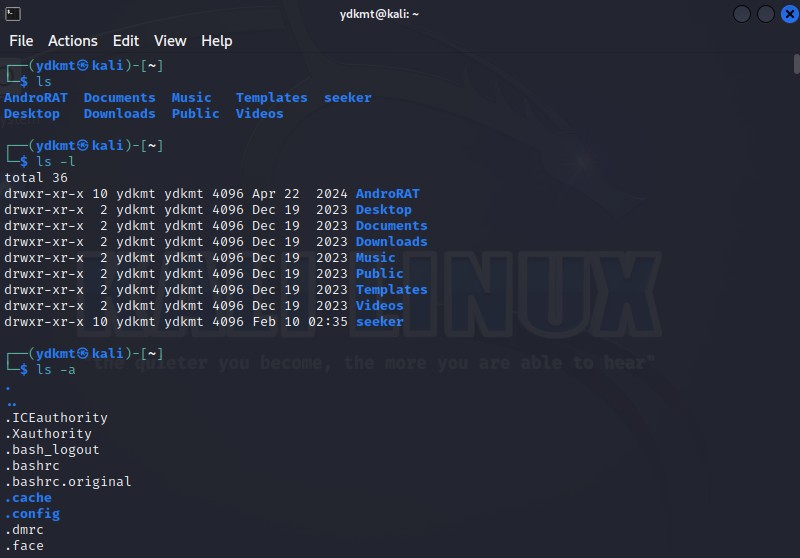 ydkmt@kali: ~
File Actions Edit View Help
┌──(ydkmt㉿kali)-[~]
└─$ ls
AndroRAT  Documents  Music   Templates  seeker
Desktop   Downloads  Public  Videos
┌──(ydkmt㉿kali)-[~]
└─$ ls -l
total 36
drwxr-xr-x 10 ydkmt ydkmt 4096 Apr 22  2024 AndroRAT
drwxr-xr-x  2 ydkmt ydkmt 4096 Dec 19  2023 Desktop
drwxr-xr-x  2 ydkmt ydkmt 4096 Dec 19  2023 Documents
drwxr-xr-x  2 ydkmt ydkmt 4096 Dec 19  2023 Downloads
drwxr-xr-x  2 ydkmt ydkmt 4096 Dec 19  2023 Music
drwxr-xr-x  2 ydkmt ydkmt 4096 Dec 19  2023 Public
drwxr-xr-x  2 ydkmt ydkmt 4096 Dec 19  2023 Templates
drwxr-xr-x  2 ydkmt ydkmt 4096 Dec 19  2023 Videos
drwxr-xr-x 10 ydkmt ydkmt 4096 Feb 10 02:35 seeker
KALI LINUX
┌──(ydkmt㉿kali)-[~]
"the quieter you become, the more you are able to hear"
└─$ ls -a
.
..
.ICEauthority
.Xauthority
.bash_logout
.bashrc
.bashrc.original
.cache
.config
.dmrc
.face